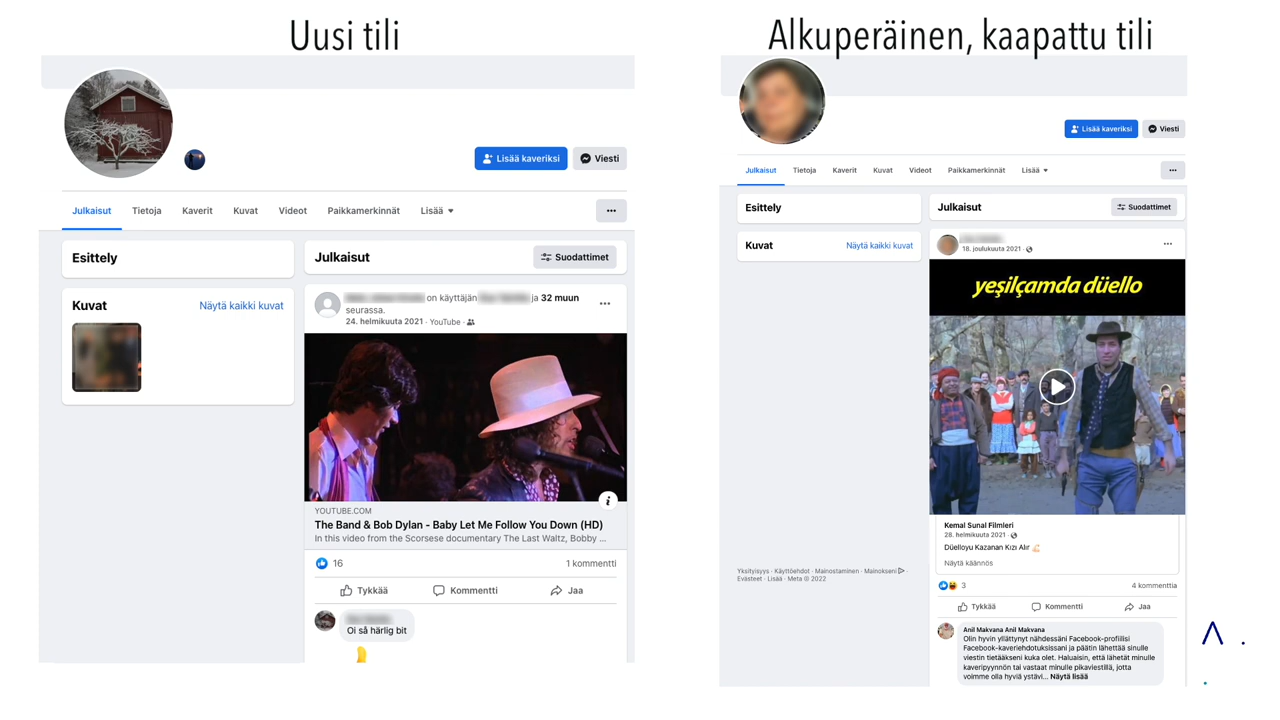 Uusi tili
Lisää kaveriksi
Viesti
Julkaisut
Tietoja
Kaverit
Kuvat
Videot
Paikkamerkinnät
Lisää
Esittely
Kuvat
Näytä kaikki kuvat
Julkaisut
Suodattimet
on käyttäjän ja 32 muun
seurassa.
24. helmikuuta 2021 · YouTube ·
YOUTUBE.COM
The Band & Bob Dylan - Baby Let Me Follow You Down (HD)
In this video from the Scorsese documentary The Last Waltz, Bobby ...
16
1 kommentti
Tykkää
Kommentti
Jaa
Oi så härlig bit
Alkuperäinen, kaapattu tili
Lisää kaveriksi
Viesti
Julkaisut
Tietoja
Kaverit
Kuvat
Videot
Paikkamerkinnät
Lisää
Esittely
Kuvat
Näytä kaikki kuvat
Yksityisyys · Käyttöehdot · Mainostaminen · Mainokseni ·
Evästeet · Lisää · Meta © 2022
Julkaisut
Suodattimet
18. joulukuuta 2021 ·
yeşilçamda düello
Kemal Sunal Filmleri
28. helmikuuta 2021 ·
Düelloyu Kazanan Kızı Alır
Näytä käännös
3
4 kommenttia
Tykkää
Kommentti
Jaa
Anil Makvana Anil Makvana
Olin hyvin yllättynyt nähdessäni Facebook-profiilisi
Facebook-kaveriehdotuksissani ja päätin lähettää sinulle
viestin tietääkseni kuka olet. Haluaisin, että lähetät minulle
kaveripyynnön tai vastaat minulle pikaviestillä, jotta
voimme olla hyviä ystävi... Näytä lisää